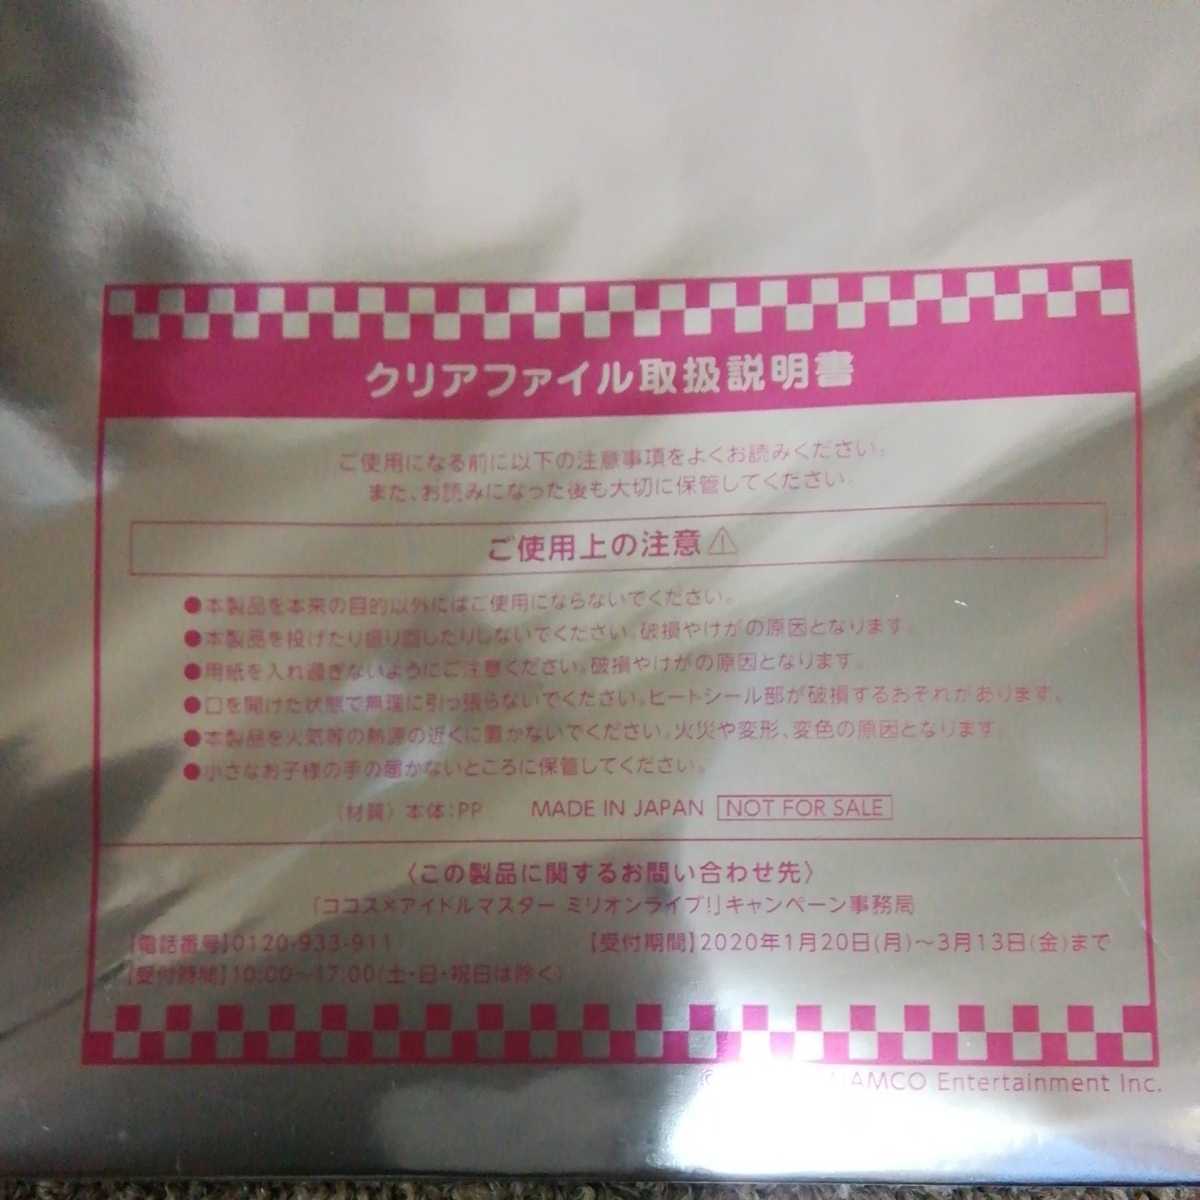 クリアファイル取扱説明書
ご使用になる前に以下の注意事項をよくお読みください。
また、お読みになった後も大切に保管してください。
ご使用上の注意⚠
●本製品を本来の目的以外にはご使用にならないでください。
●本製品を投げたり振り回したりしないでください。破損やけがの原因となります。
●用紙を入れ過ぎないようにご注意ください。破損やけがの原因となります。
●口を開けた状態で無理に引っ張らないでください。ヒートシール部が破損するおそれがあります。
●本製品を火気等の熱源の近くに置かないでください。火災や変形、変色の原因となります。
●小さなお子様の手の届かないところに保管してください。
〈材質〉本体:PP MADE IN JAPAN NOT FOR SALE
〈この製品に関するお問い合わせ先〉
「ココス×アイドルマスター ミリオンライブ!」キャンペーン事務局
【電話番号】0120-933-911 【受付期間】2020年1月20日(月)～3月13日(金)まで
【受付時間】10:00～17:00(土・日・祝日は除く)
NAMCO Entertainment Inc.